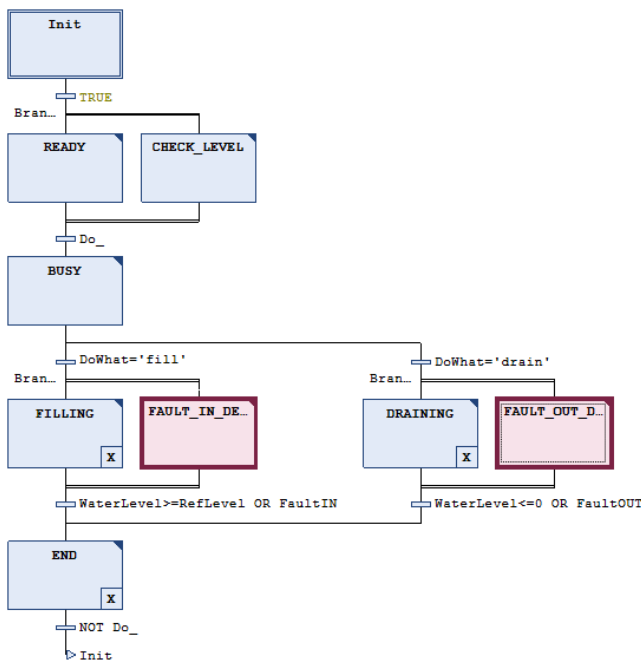 Init
TRUE
Bran...
READY
CHECK_LEVEL
Do_
BUSY
DoWhat='fill'
DoWhat='drain'
Bran...
Bran...
FILLING
FAULT_IN_DE...
DRAINING
FAULT_OUT_D...
X
X
WaterLevel>=RefLevel OR FaultIN
WaterLevel<=0 OR FaultOUT
END
X
NOT Do_
Init